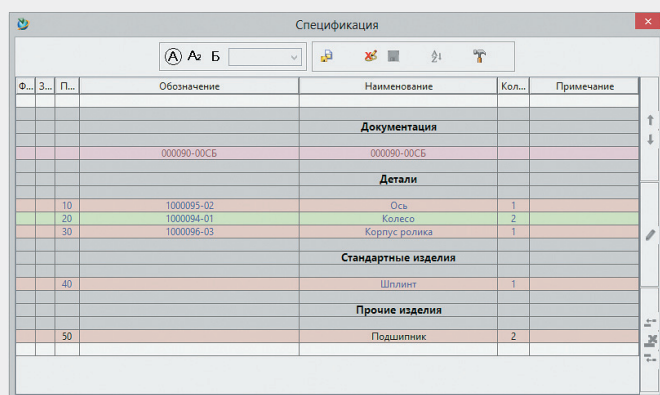 Спецификация
А А₂ Б
Ф... З... П... Обозначение Наименование Кол... Примечание
Документация
000090-00СБ 000090-00СБ
Детали
10 1000095-02 Ось 1
20 1000094-01 Колесо 2
30 1000096-03 Корпус ролика 1
Стандартные изделия
40 Шплинт 1
Прочие изделия
50 Подшипник 2